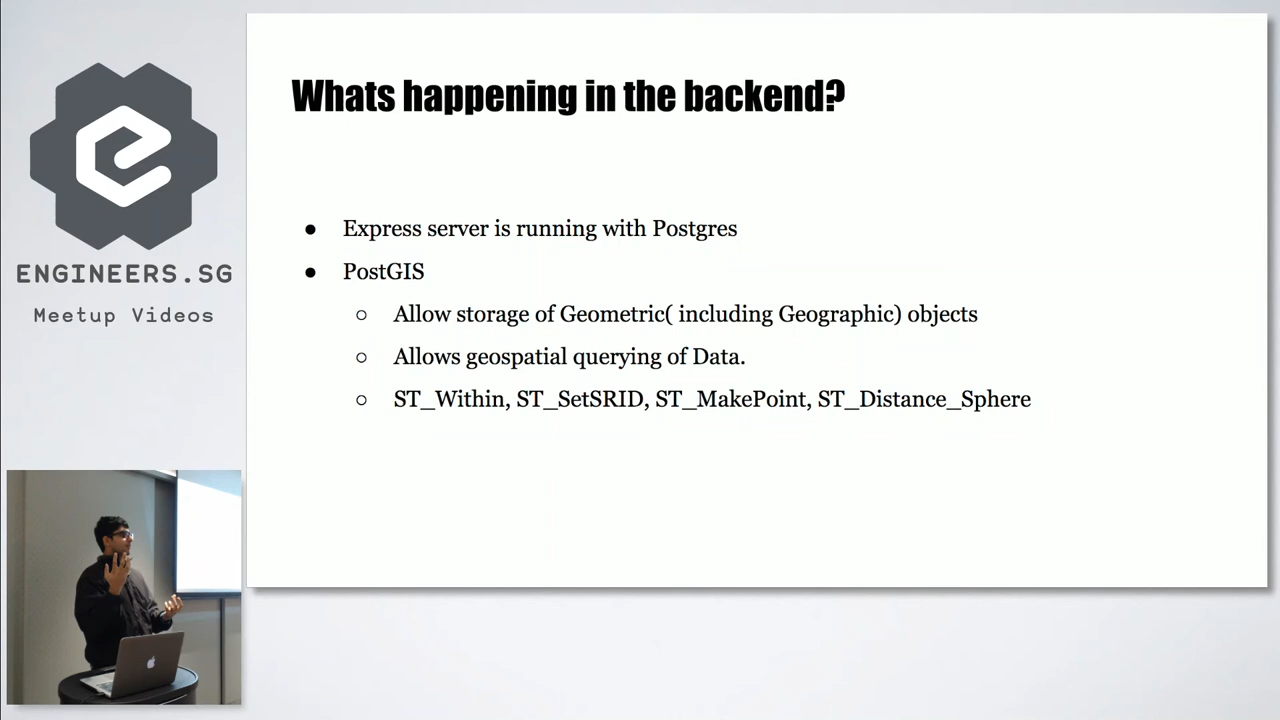 Whats happening in the backend?
● Express server is running with Postgres
● PostGIS
○ Allow storage of Geometric( including Geographic) objects
○ Allows geospatial querying of Data.
○ ST_Within, ST_SetSRID, ST_MakePoint, ST_Distance_Sphere
ENGINEERS.SG
Meetup Videos